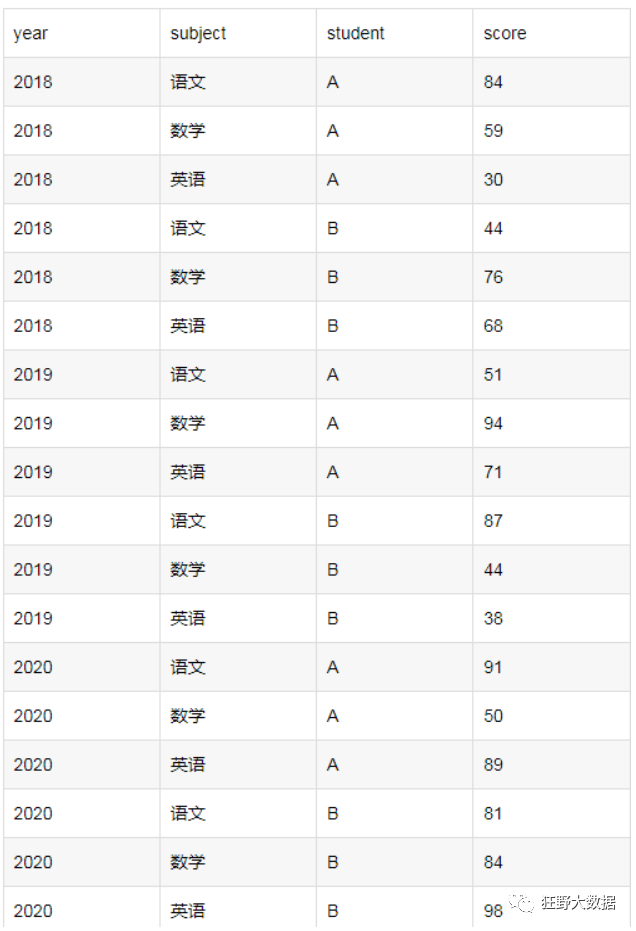 year subject student score
2018 语文 A 84
2018 数学 A 59
2018 英语 A 30
2018 语文 B 44
2018 数学 B 76
2018 英语 B 68
2019 语文 A 51
2019 数学 A 94
2019 英语 A 71
2019 语文 B 87
2019 数学 B 44
2019 英语 B 38
2020 语文 A 91
2020 数学 A 50
2020 英语 A 89
2020 语文 B 81
2020 数学 B 84
2020 英语 B 98
狂野大数据